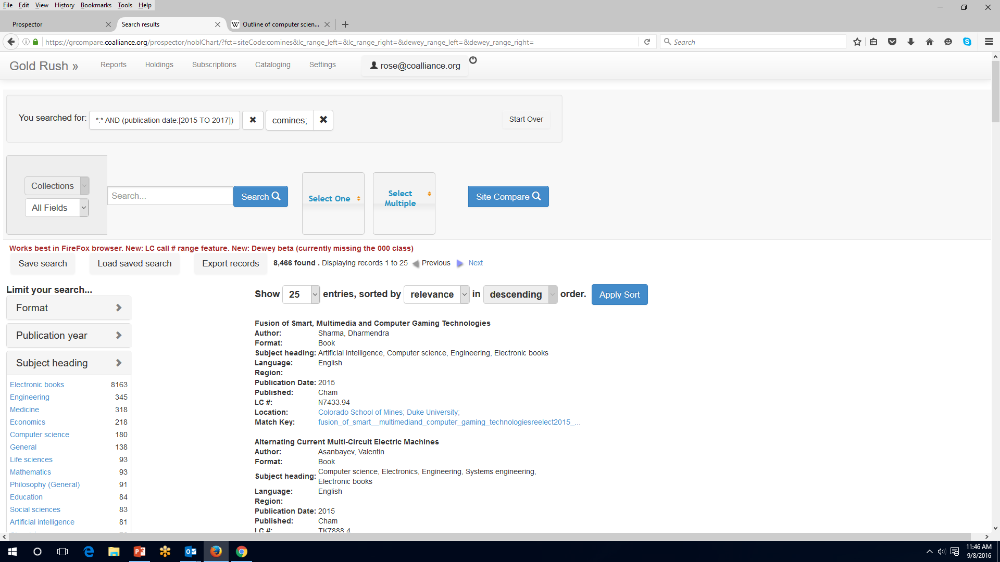 File Edit View History Bookmarks Tools Help
Prospector
Search results
W Outline of computer scien...
https://grcompare.coalliance.org/prospector/noblChart/?fct=siteCode:comines&lc_range_left=&lc_range_right=&dewey_range_left=&dewey_range_right=
Search
Gold Rush » Reports Holdings Subscriptions Cataloging Settings rose@coalliance.org
You searched for: *:* AND (publication date:[2015 TO 2017]) comines; Start Over
Collections
All Fields
Search...
Search
Select One
Select
Multiple
Site Compare
Works best in FireFox browser. New: LC call # range feature. New: Dewey beta (currently missing the 000 class)
Save search Load saved search Export records 8,466 found . Displaying records 1 to 25 Previous Next
Limit your search...
Format
Publication year
Subject heading
Electronic books 8163
Engineering 345
Medicine 318
Economics 218
Computer science 180
General 138
Life sciences 93
Mathematics 93
Philosophy (General) 91
Education 84
Social sciences 83
Artificial intelligence 81
Show 25 entries, sorted by relevance in descending order. Apply Sort
Fusion of Smart, Multimedia and Computer Gaming Technologies
Author: Sharma, Dharmendra
Format: Book
Subject heading: Artificial intelligence, Computer science, Engineering, Electronic books
Language: English
Region:
Publication Date: 2015
Published: Cham
LC #: N7433.94
Location: Colorado School of Mines; Duke University;
Match Key: fusion_of_smart__multimediand_computer_gaming_technologiesreelect2015_...
Alternating Current Multi-Circuit Electric Machines
Author: Asanbayev, Valentin
Format: Book
Subject heading: Computer science, Electronics, Engineering, Systems engineering,
Electronic books
Language: English
Region:
Publication Date: 2015
Published: Cham
LC #: TK7888.4
11:46 AM
9/8/2016